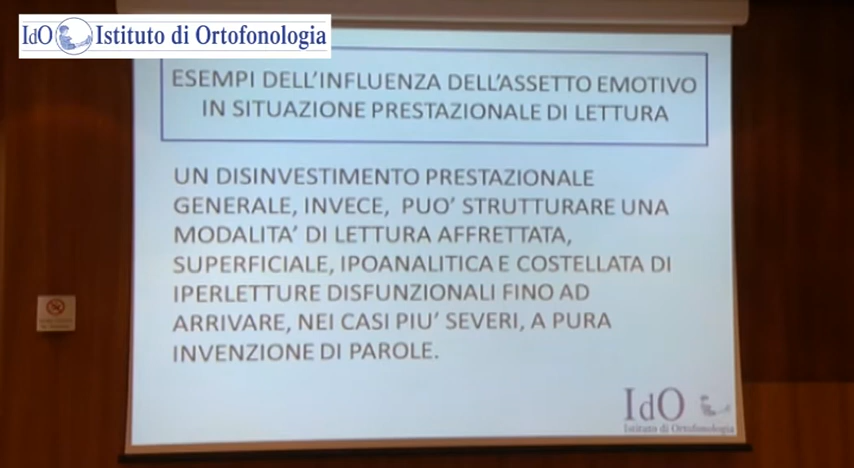 IdO Istituto di Ortofonologia
ESEMPI DELL'INFLUENZA DELL'ASSETTO EMOTIVO
IN SITUAZIONE PRESTAZIONALE DI LETTURA
UN DISINVESTIMENTO PRESTAZIONALE
GENERALE, INVECE, PUO' STRUTTURARE UNA
MODALITA' DI LETTURA AFFRETTATA,
SUPERFICIALE, IPOANALITICA E COSTELLATA DI
IPERLETTURE DISFUNZIONALI FINO AD
ARRIVARE, NEI CASI PIU' SEVERI, A PURA
INVENZIONE DI PAROLE.
IdO
Istituto di Ortofonologia